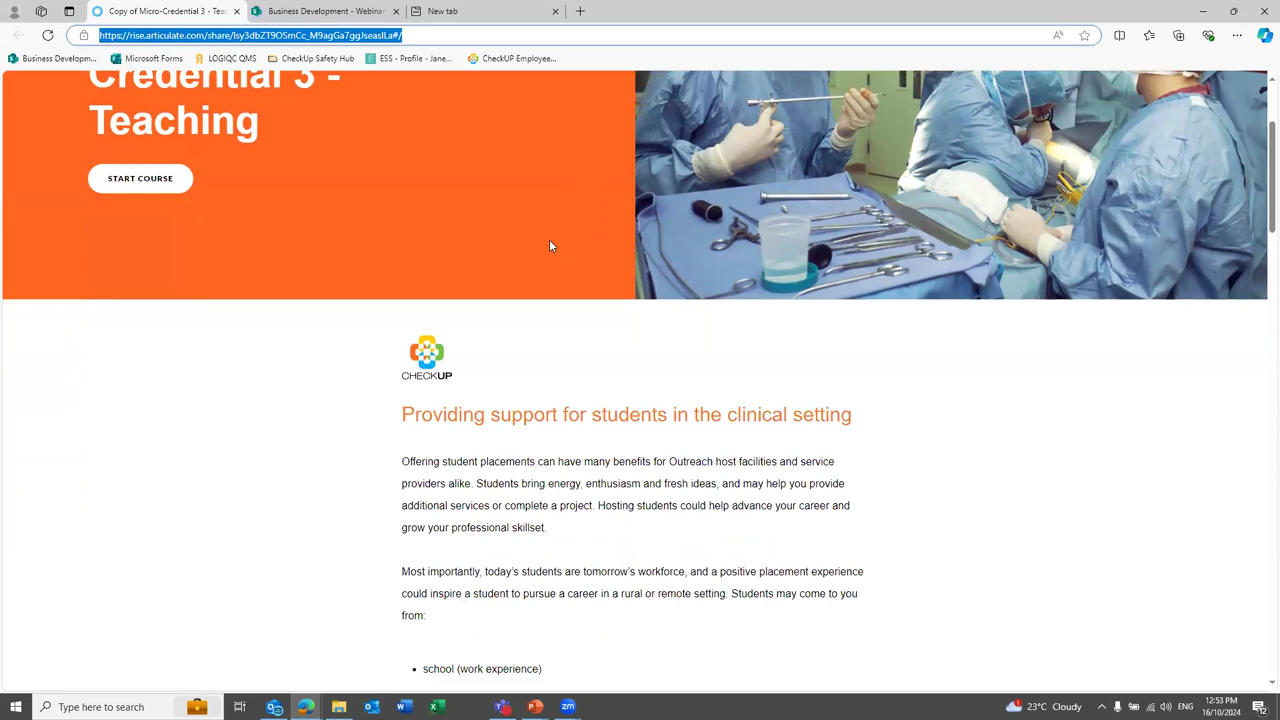 Copy of Micro-Credential 3 - Teac
Business Development - Webinar
New tab
https://rise.articulate.com/share/lsy3dbZT9OSmCc_M9agGa7ggJseaslLa#/
Business Developm...
Microsoft Forms
LOGIQC QMS
CheckUp Safety Hub
ESS - Profile - Jane...
CheckUP Employee...
Credential 3 -
Teaching
START COURSE
CHECKUP
Providing support for students in the clinical setting
Offering student placements can have many benefits for Outreach host facilities and service
providers alike. Students bring energy, enthusiasm and fresh ideas, and may help you provide
additional services or complete a project. Hosting students could help advance your career and
grow your professional skillset.
Most importantly, today's students are tomorrow's workforce, and a positive placement experience
could inspire a student to pursue a career in a rural or remote setting. Students may come to you
from:
• school (work experience)
Type here to search
zm
23°C Cloudy
ENG
12:53 PM
16/10/2024
12